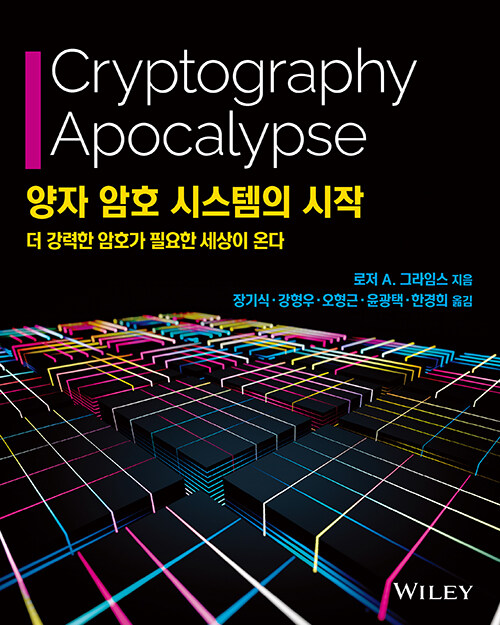 Cryptography
Apocalypse
양자 암호 시스템의 시작
더 강력한 암호가 필요한 세상이 온다
로저 A. 그라임스 지음
장기식·강형우·오형근·윤광택·한경희 옮김
WILEY